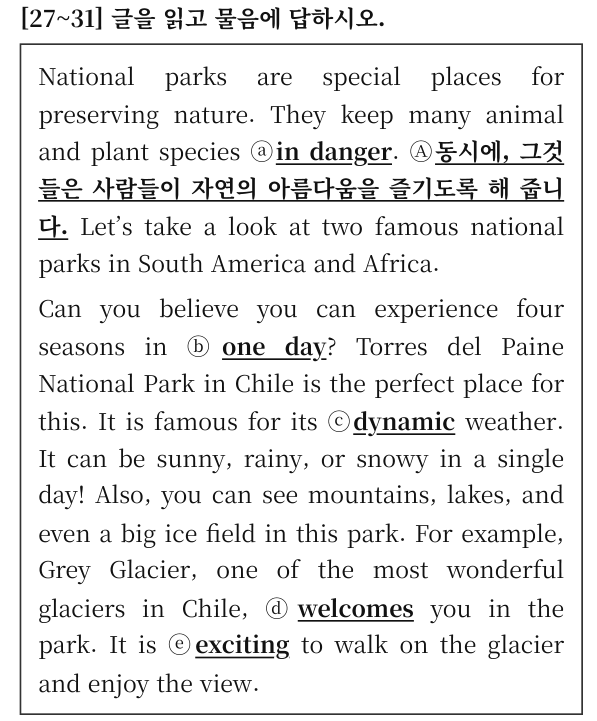 [27~31] 글을 읽고 물음에 답하시오.
National parks are special places for
preserving nature. They keep many animal
and plant species ⓐin danger. Ⓐ동시에, 그것
들은 사람들이 자연의 아름다움을 즐기도록 해 줍니
다. Let’s take a look at two famous national
parks in South America and Africa.
Can you believe you can experience four
seasons in ⓑ one day? Torres del Paine
National Park in Chile is the perfect place for
this. It is famous for its ⓒdynamic weather.
It can be sunny, rainy, or snowy in a single
day! Also, you can see mountains, lakes, and
even a big ice field in this park. For example,
Grey Glacier, one of the most wonderful
glaciers in Chile, ⓓ welcomes you in the
park. It is ⓔexciting to walk on the glacier
and enjoy the view.